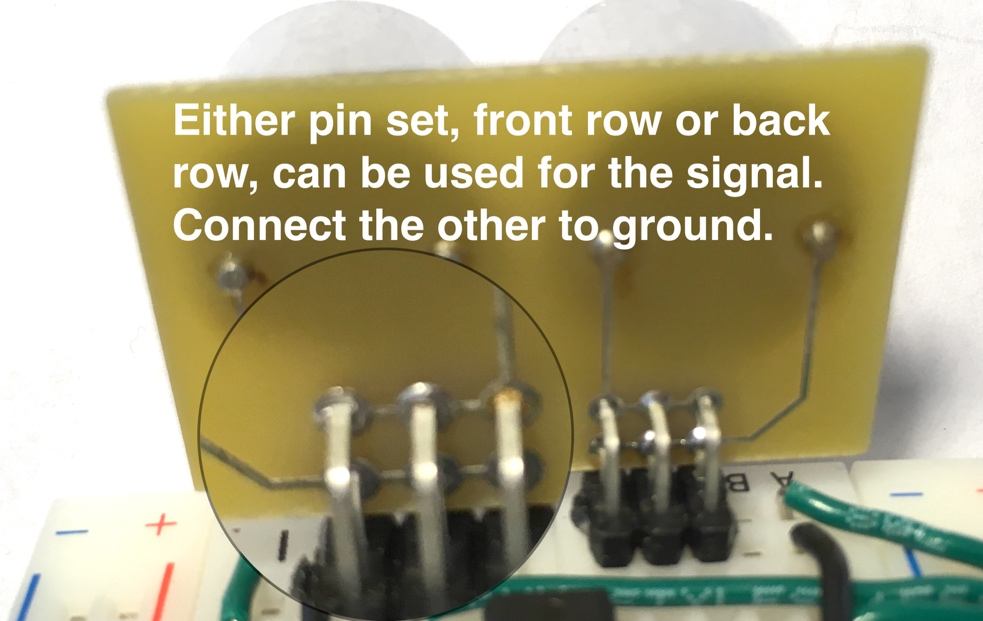 Either pin set, front row or back
row, can be used for the signal.
Connect the other to ground.
B A
− +
−